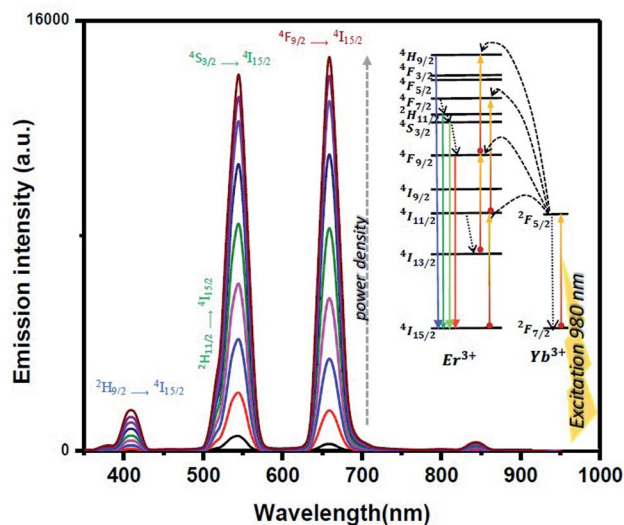 16000
0
Emission intensity (a.u.)
400
500
600
700
800
900
1000
Wavelength(nm)
²H₉/₂ → ⁴I₁₅/₂
²H₁₁/₂ → ⁴I₁₅/₂
⁴S₃/₂ → ⁴I₁₅/₂
⁴F₉/₂ → ⁴I₁₅/₂
power density
⁴H₉/₂
⁴F₃/₂
⁴F₅/₂
⁴F₇/₂
²H₁₁/₂
⁴S₃/₂
⁴F₉/₂
⁴I₉/₂
⁴I₁₁/₂
⁴I₁₃/₂
⁴I₁₅/₂
Er³⁺
²F₅/₂
²F₇/₂
Yb³⁺
Excitation 980 nm